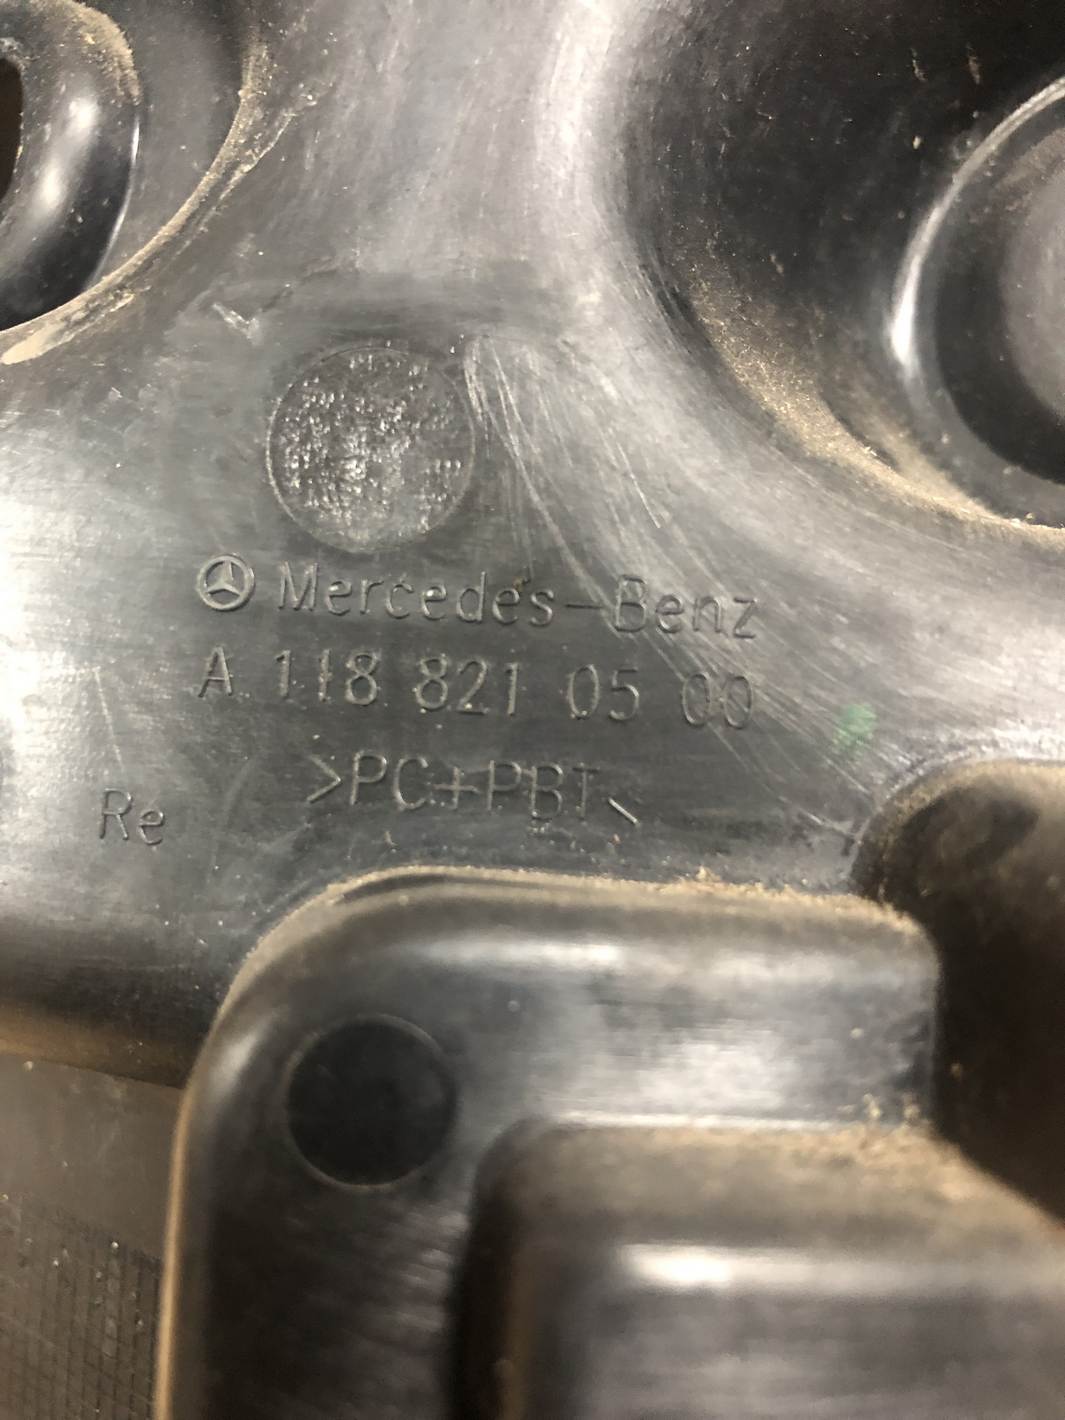 Mercedes-Benz
A 118 821 05 00
>PC+PBT<
Re